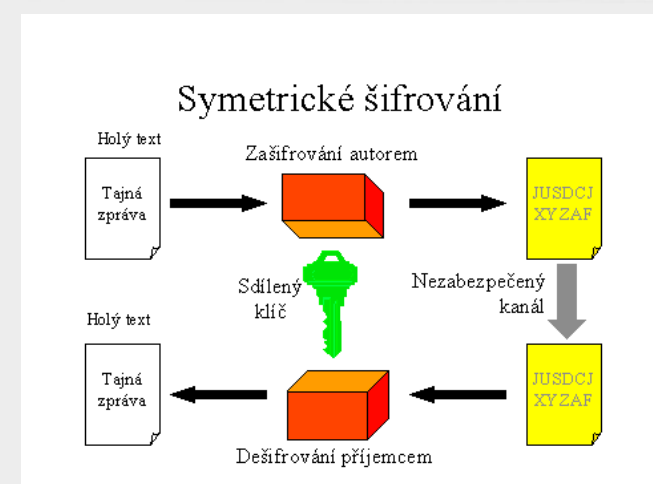 Symetrické šifrování
Holý text
Zašifrování autorem
Tajná
zpráva
JUSDCJ
XYZAF
Sdílený
klíč
Nezabezpečený
kanál
Holý text
Tajná
zpráva
JUSDCJ
XYZAF
Dešifrování příjemcem